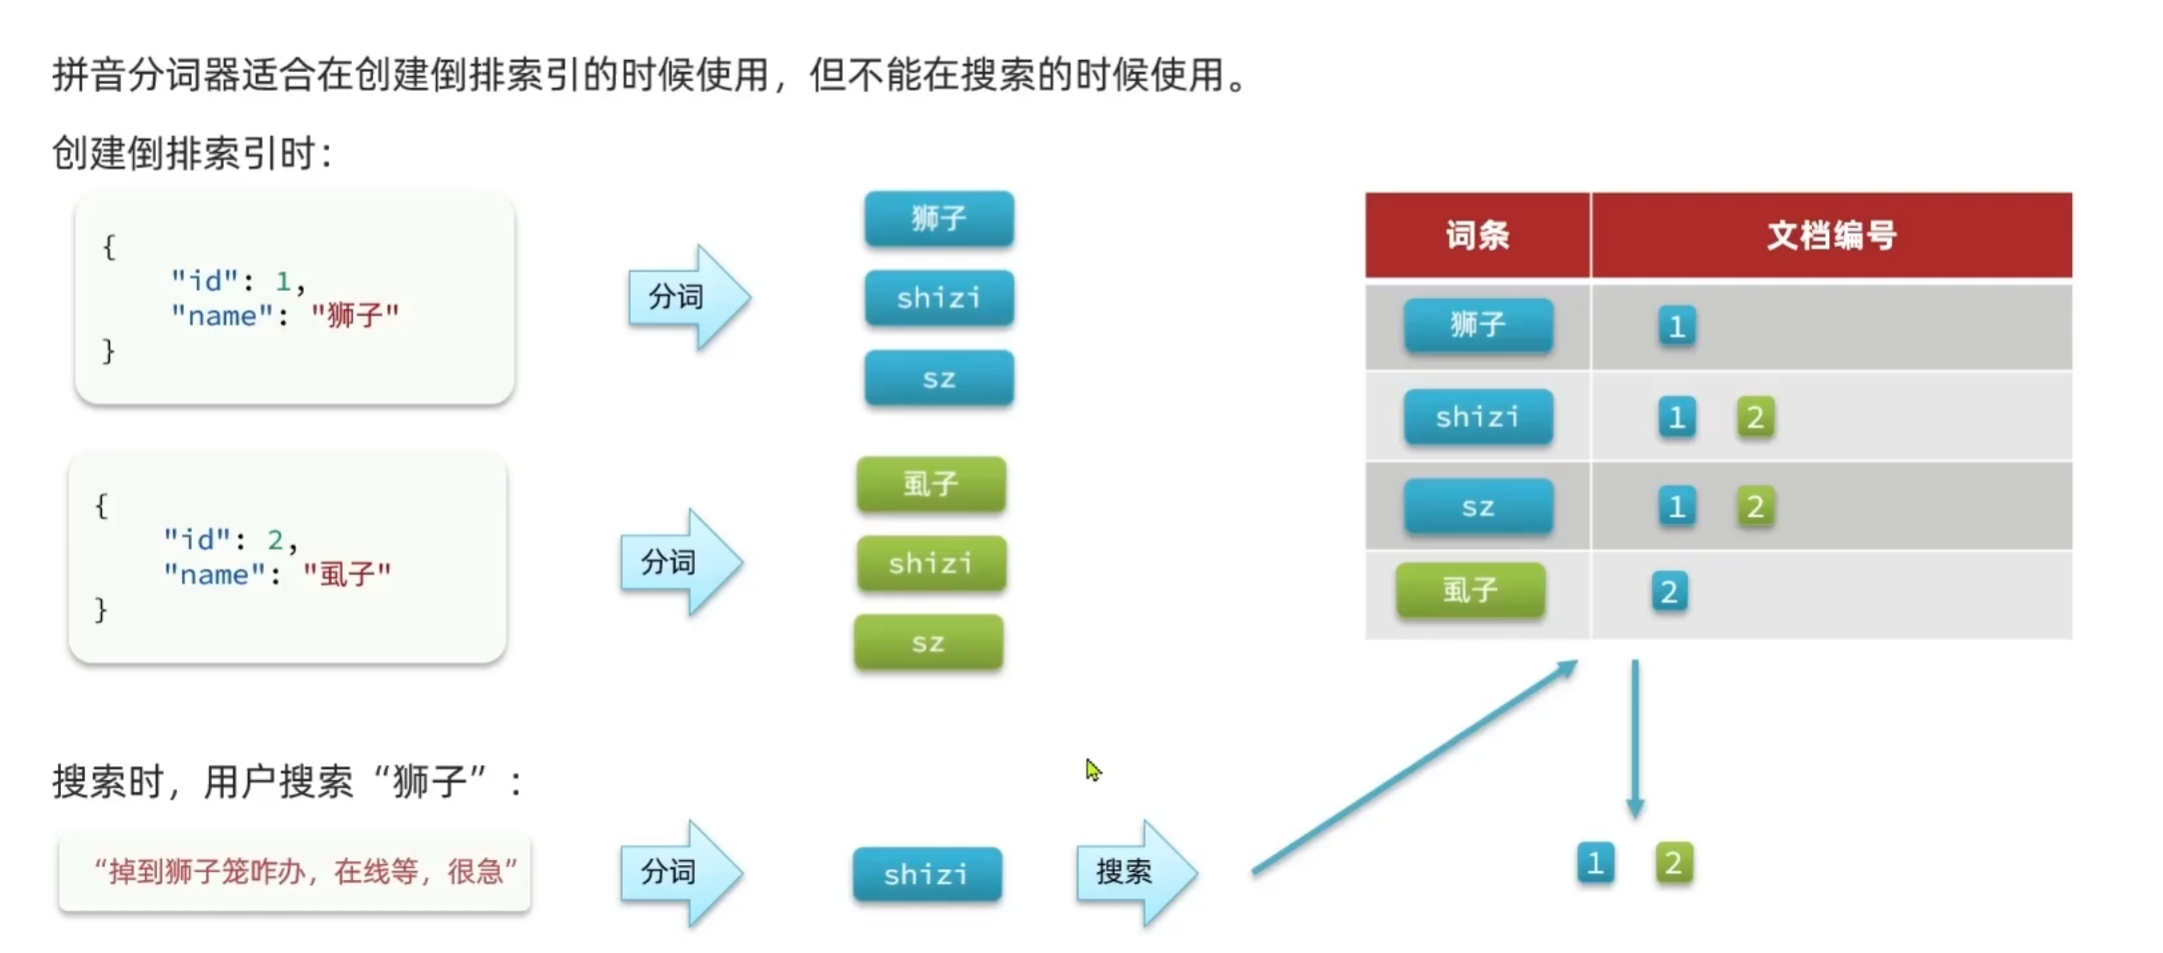 拼音分词器适合在创建倒排索引的时候使用，但不能在搜索的时候使用。
创建倒排索引时：
{
"id": 1,
"name": "狮子"
}
分词
狮子
shizi
sz
{
"id": 2,
"name": "虱子"
}
分词
虱子
shizi
sz
词条 文档编号
狮子 1
shizi 1 2
sz 1 2
虱子 2
搜索时，用户搜索“狮子”：
“掉到狮子笼咋办，在线等，很急”
分词
shizi
搜索
1 2